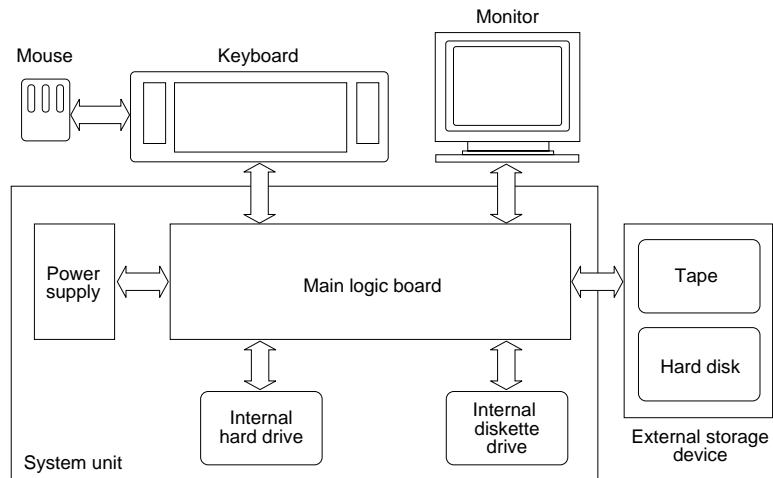 Monitor
Mouse
Keyboard
Power
supply
Main logic board
Tape
Hard disk
Internal
hard drive
Internal
diskette
drive
External storage
device
System unit